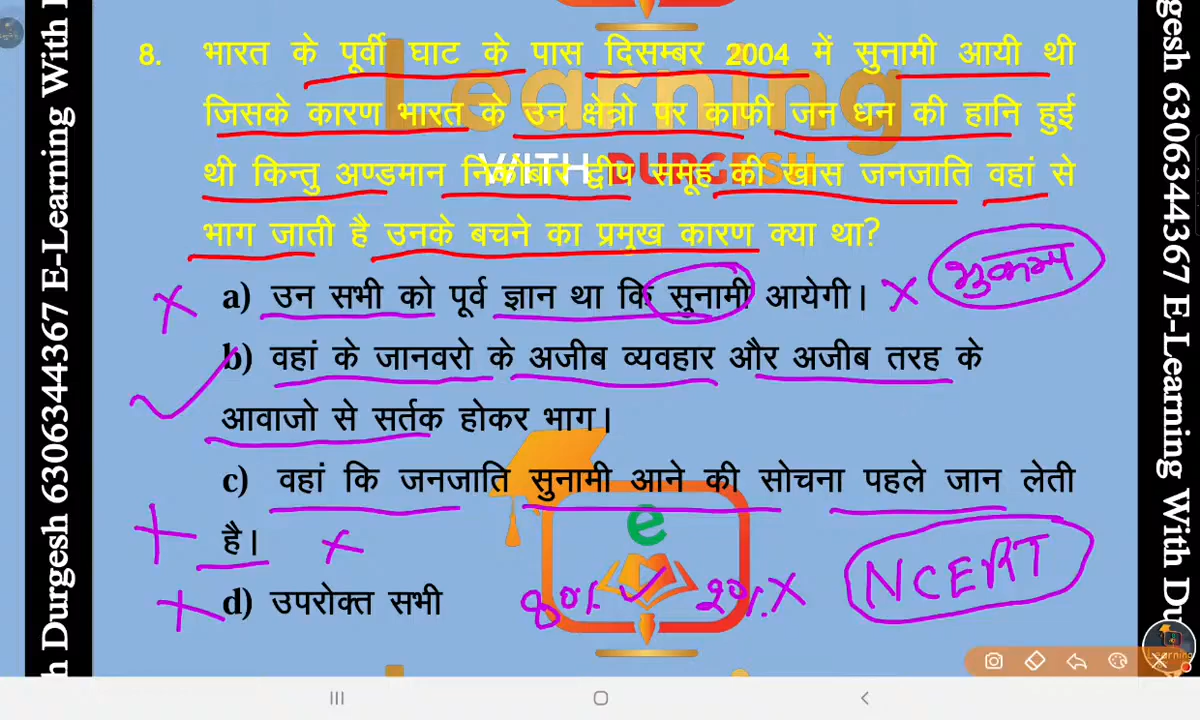 Learning
WITH DURGESH
8. भारत के पूर्वी घाट के पास दिसम्बर 2004 में सुनामी आयी थी
जिसके कारण भारत के उन क्षेत्रो पर काफी जन धन की हानि हुई
थी किन्तु अण्डमान निकोबार द्वीप समूह की खास जनजाति वहां से
भाग जाती है उनके बचने का प्रमुख कारण क्या था?
भुकम्प
a) उन सभी को पूर्व ज्ञान था कि सुनामी आयेगी।
b) वहां के जानवरो के अजीब व्यवहार और अजीब तरह के
आवाजो से सर्तक होकर भाग।
c) वहां कि जनजाति सुनामी आने की सोचना पहले जान लेती
है।
e
NCERT
d) उपरोक्त सभी
80% 2%
h Durgesh 6306344367 E-Learning With
gesh 6306344367 E-Learning With Du
Learning